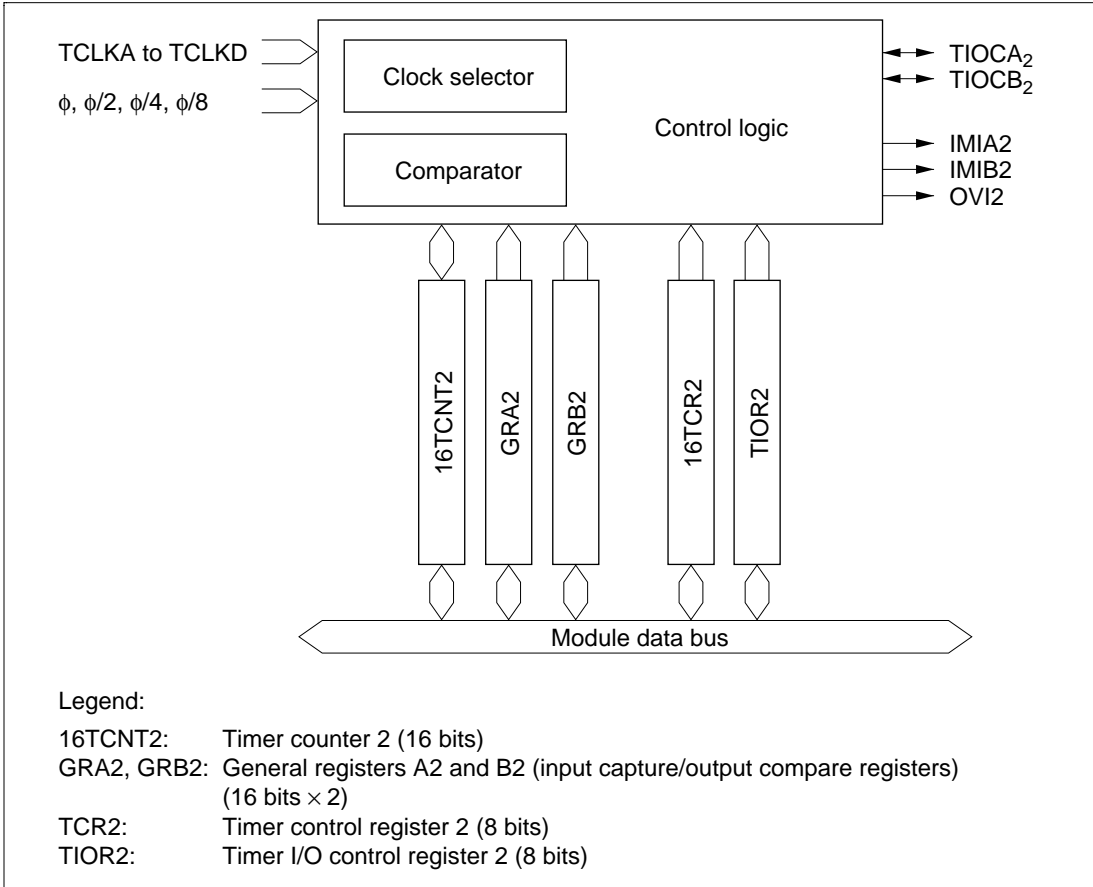 TCLKA to TCLKD
ϕ, ϕ/2, ϕ/4, ϕ/8
Clock selector
Comparator
Control logic
TIOCA2
TIOCB2
IMIA2
IMIB2
OVI2
16TCNT2
GRA2
GRB2
16TCR2
TIOR2
Module data bus
Legend:
16TCNT2: Timer counter 2 (16 bits)
GRA2, GRB2: General registers A2 and B2 (input capture/output compare registers)
(16 bits × 2)
TCR2: Timer control register 2 (8 bits)
TIOR2: Timer I/O control register 2 (8 bits)